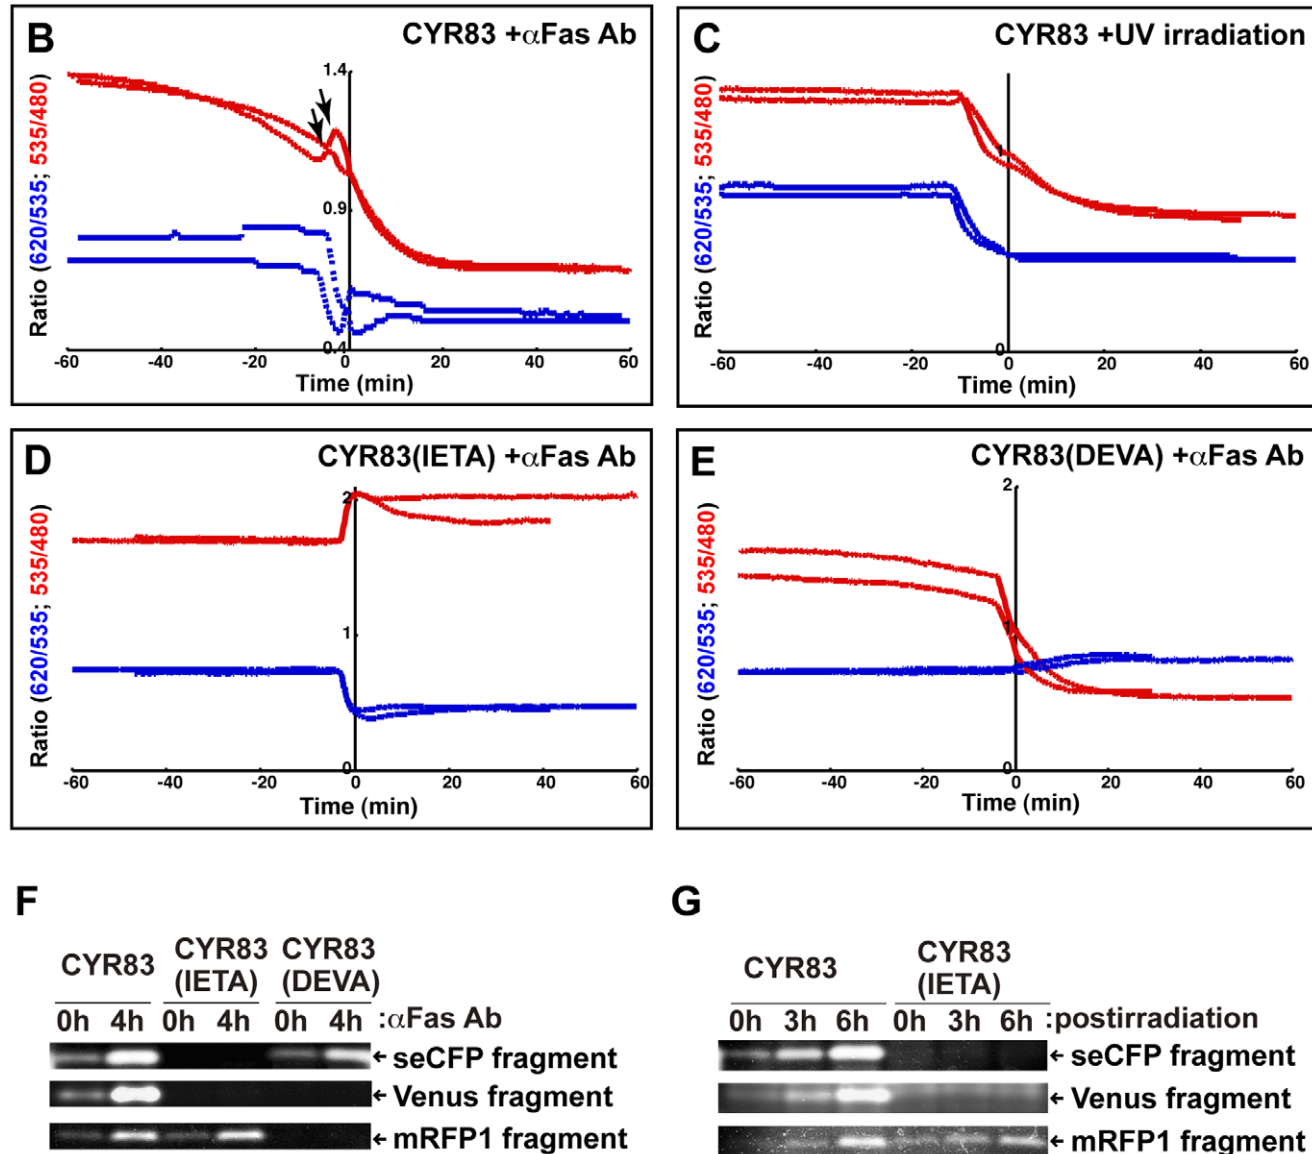 B
CYR83 +αFas Ab
Ratio (620/535; 535/480)
1.4
0.9
0.4
-60
-40
-20
0
20
40
60
Time (min)
C
CYR83 +UV irradiation
Ratio (620/535; 535/480)
1
0
-60
-40
-20
0
20
40
60
Time (min)
D
CYR83(IETA) +αFas Ab
Ratio (620/535; 535/480)
2
1
0
-60
-40
-20
0
20
40
60
Time (min)
E
CYR83(DEVA) +αFas Ab
Ratio (620/535; 535/480)
2
1
0
-60
-40
-20
0
20
40
60
Time (min)
F
CYR83 CYR83 (IETA) CYR83 (DEVA)
0h 4h 0h 4h 0h 4h :αFas Ab
← seCFP fragment
← Venus fragment
← mRFP1 fragment
G
CYR83 CYR83 (IETA)
0h 3h 6h 0h 3h 6h :postirradiation
← seCFP fragment
← Venus fragment
← mRFP1 fragment